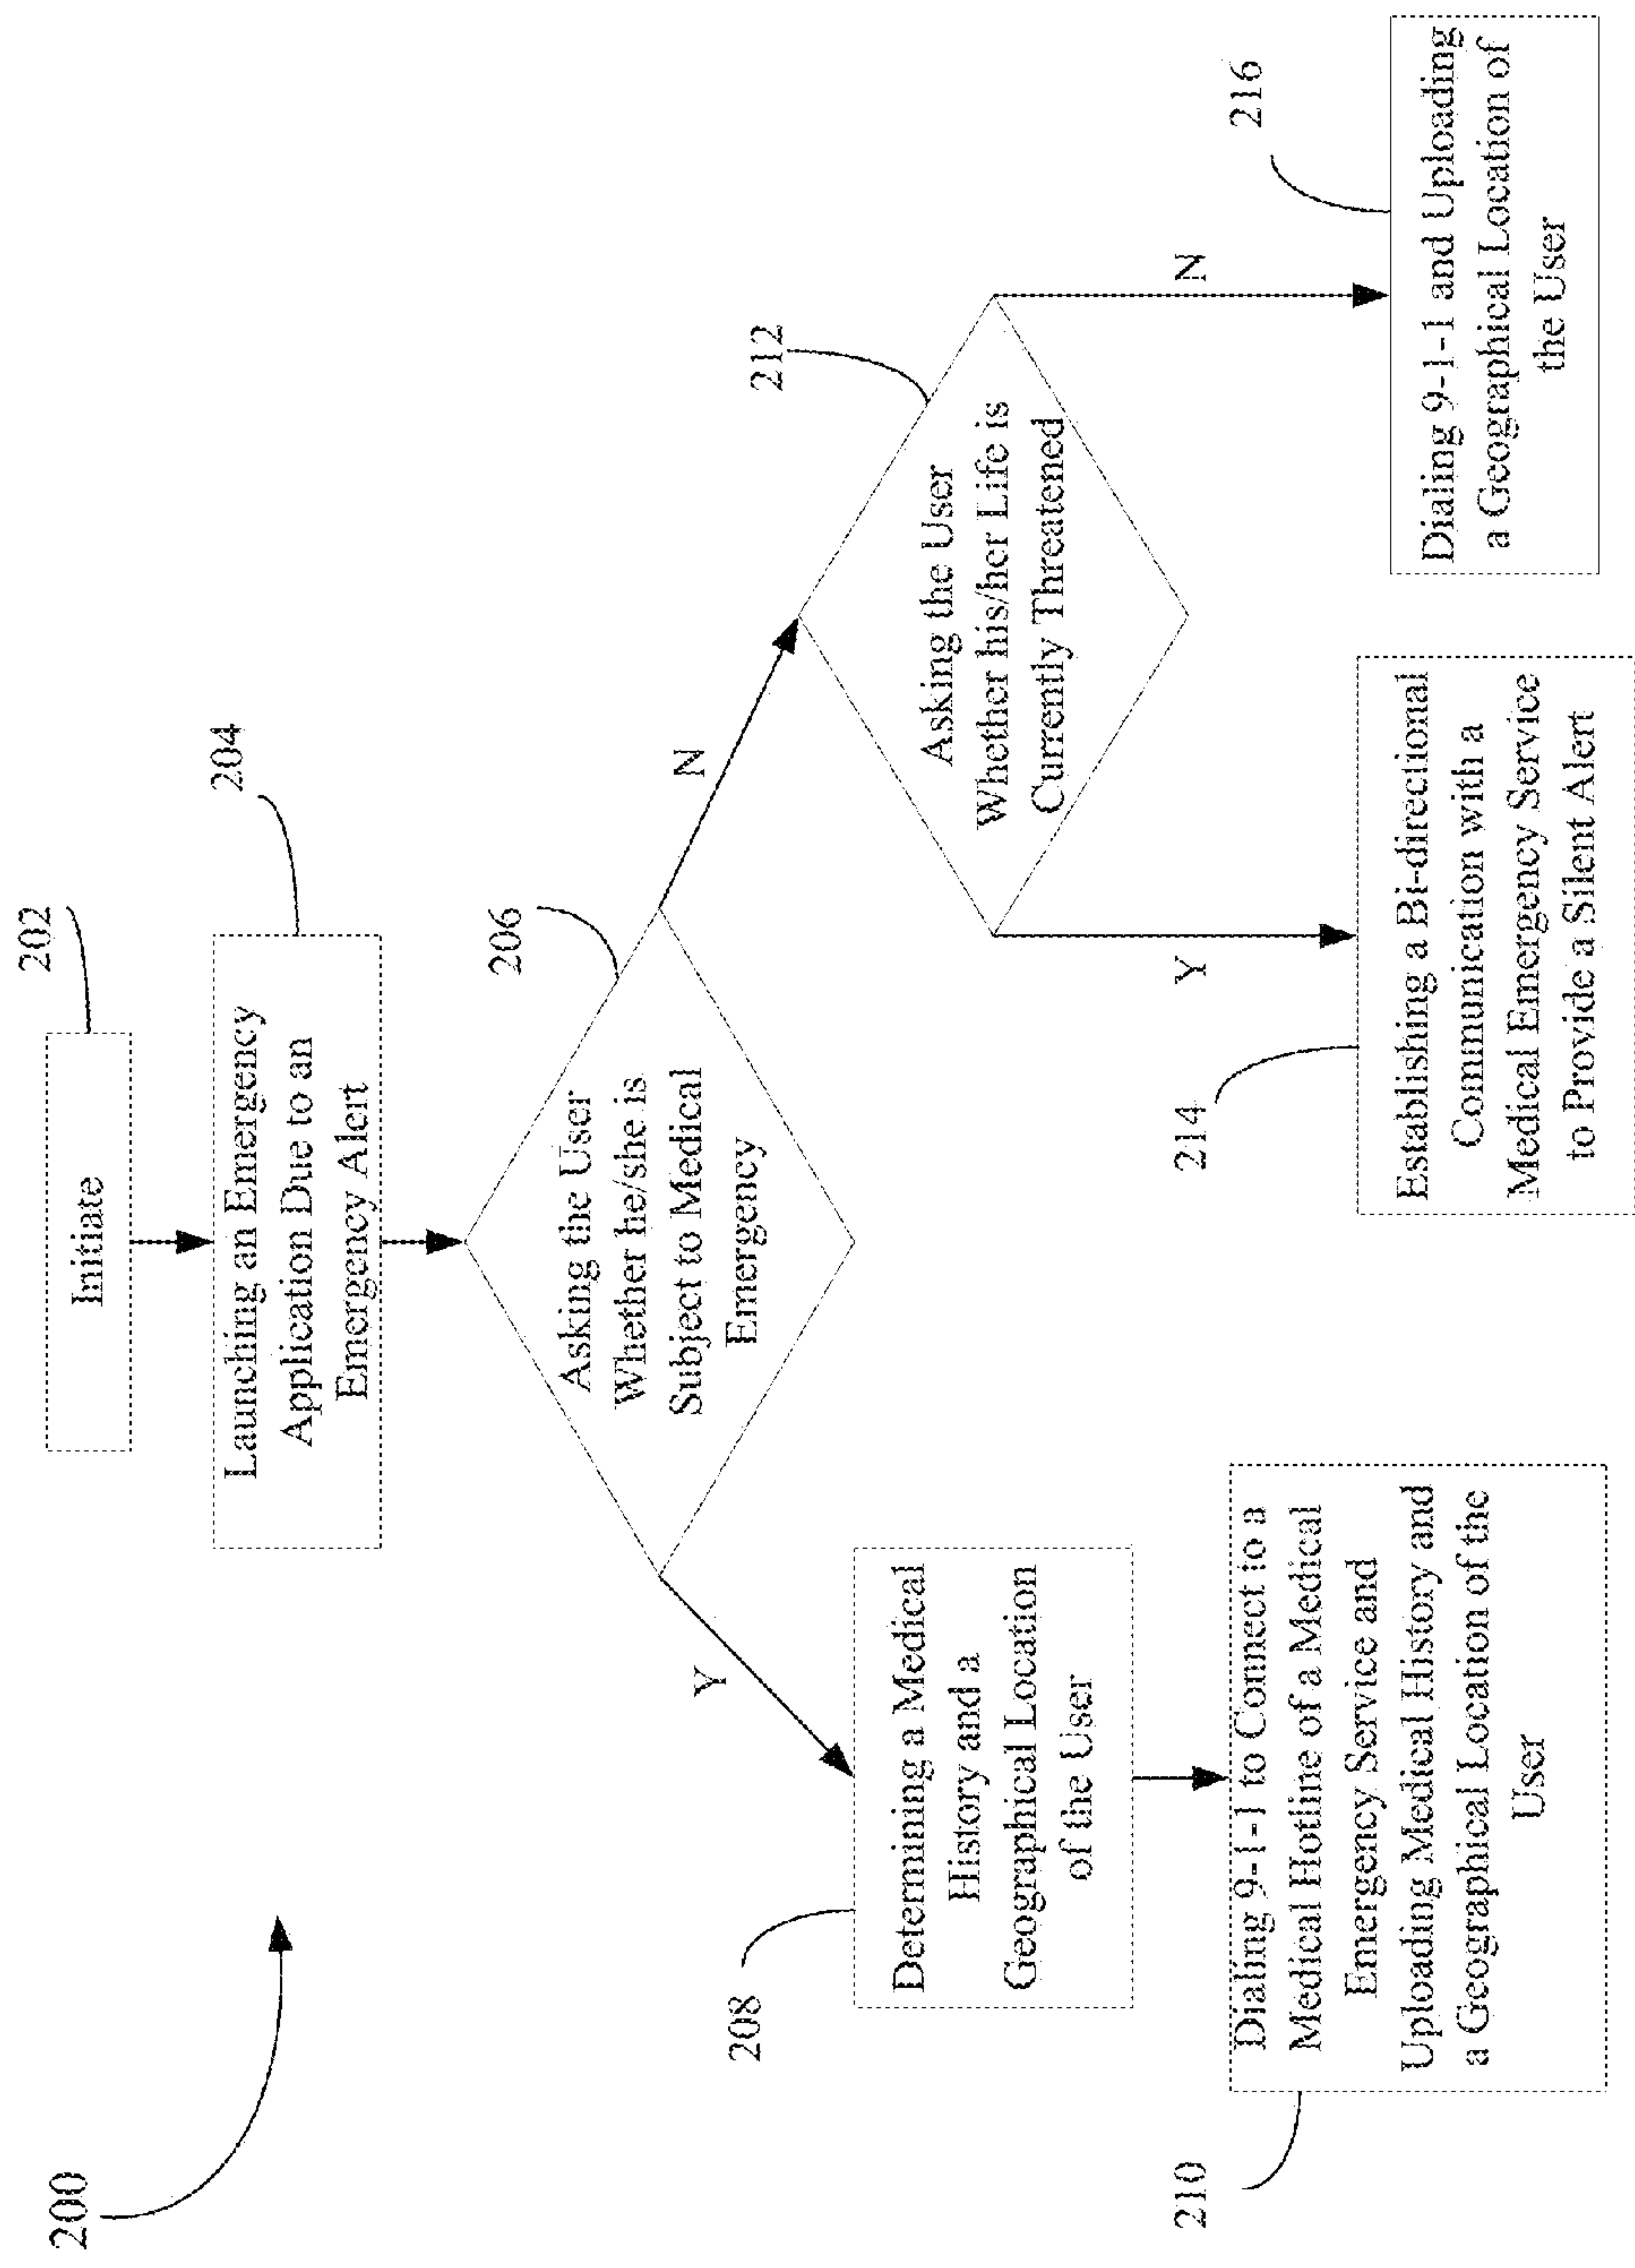 200
202
Initiate
204
Launching an Emergency
Application Due to an
Emergency Alert
206
Asking the User
Whether he/she is
Subject to Medical
Emergency
Y
N
208
Determining a Medical
History and a
Geographical Location
of the User
210
Dialing 9-1-1 to Connect to a
Medical Hotline of a Medical
Emergency Service and
Uploading Medical History and
a Geographical Location of the
User
212
Asking the User
Whether his/her Life is
Currently Threatened
Y
N
214
Establishing a Bi-directional
Communication with a
Medical Emergency Service
to Provide a Silent Alert
216
Dialing 9-1-1 and Uploading
a Geographical Location of
the User